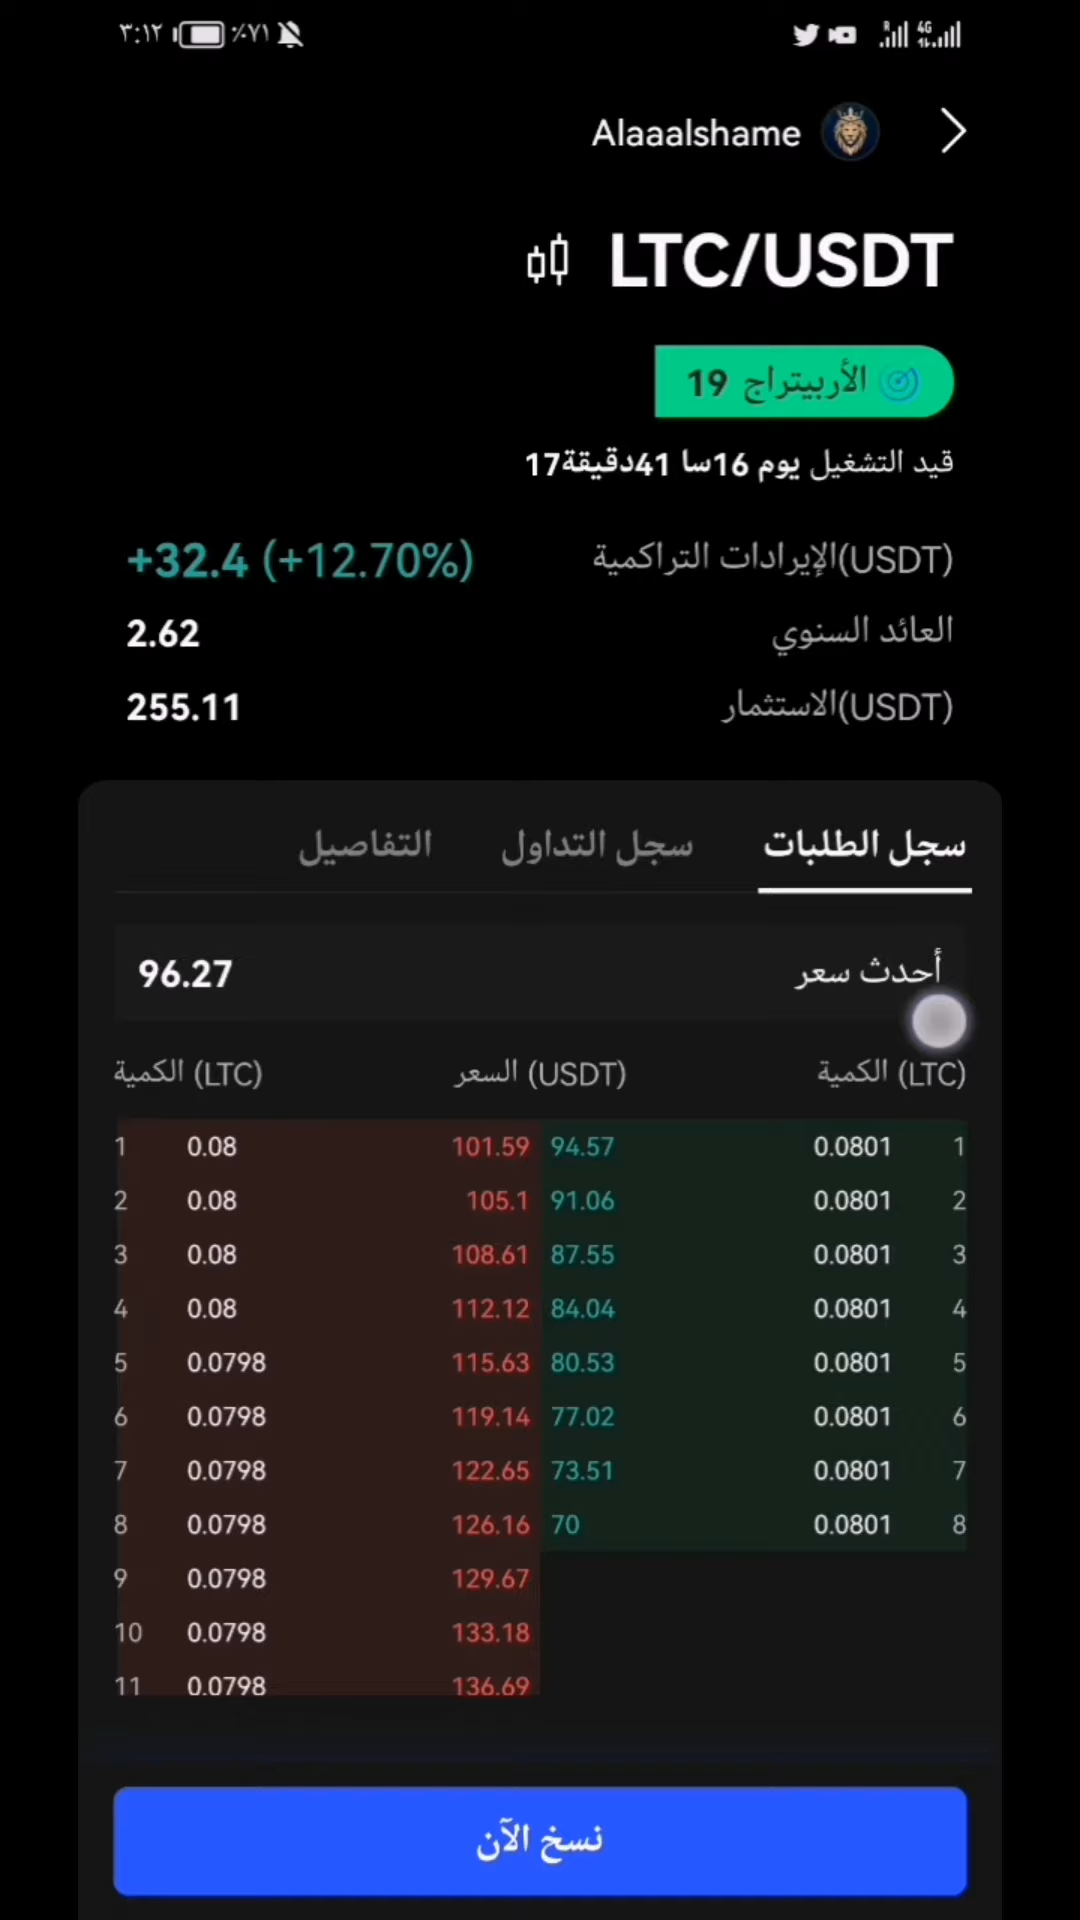 ٣:١٢ ٪٧١ 4G
Alaaalshame
LTC/USDT
الأربيتراج 19
قيد التشغيل يوم 16سا 41دقيقة17
الإيرادات التراكمية(USDT) +32.4 (+12.70%)
العائد السنوي 2.62
الاستثمار(USDT) 255.11
سجل الطلبات سجل التداول التفاصيل
أحدث سعر 96.27
الكمية (LTC) السعر (USDT) الكمية (LTC)
1 0.08 101.59 94.57 0.0801 1
2 0.08 105.1 91.06 0.0801 2
3 0.08 108.61 87.55 0.0801 3
4 0.08 112.12 84.04 0.0801 4
5 0.0798 115.63 80.53 0.0801 5
6 0.0798 119.14 77.02 0.0801 6
7 0.0798 122.65 73.51 0.0801 7
8 0.0798 126.16 70 0.0801 8
9 0.0798 129.67
10 0.0798 133.18
11 0.0798 136.69
نسخ الآن